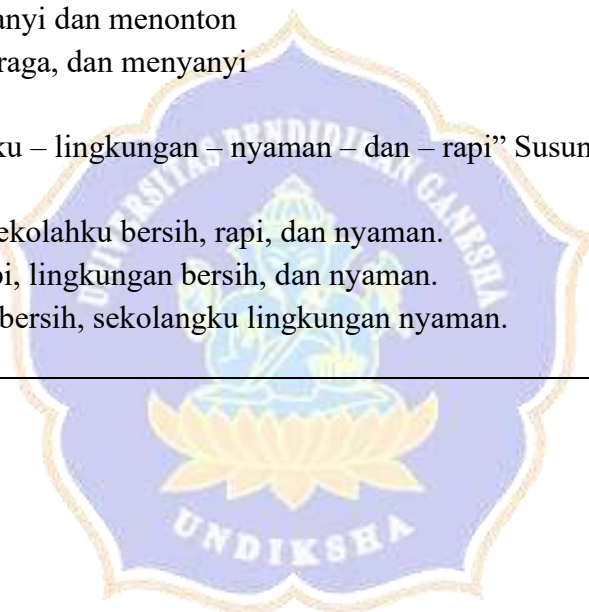 anyi dan menonton
raga, dan menyanyi
ku – lingkungan – nyaman – dan – rapi” Susun
ekolahku bersih, rapi, dan nyaman.
pi, lingkungan bersih, dan nyaman.
bersih, sekolangku lingkungan nyaman.
UNIVERSITAS PENDIDIKAN GANESHA
UNDIKSHA